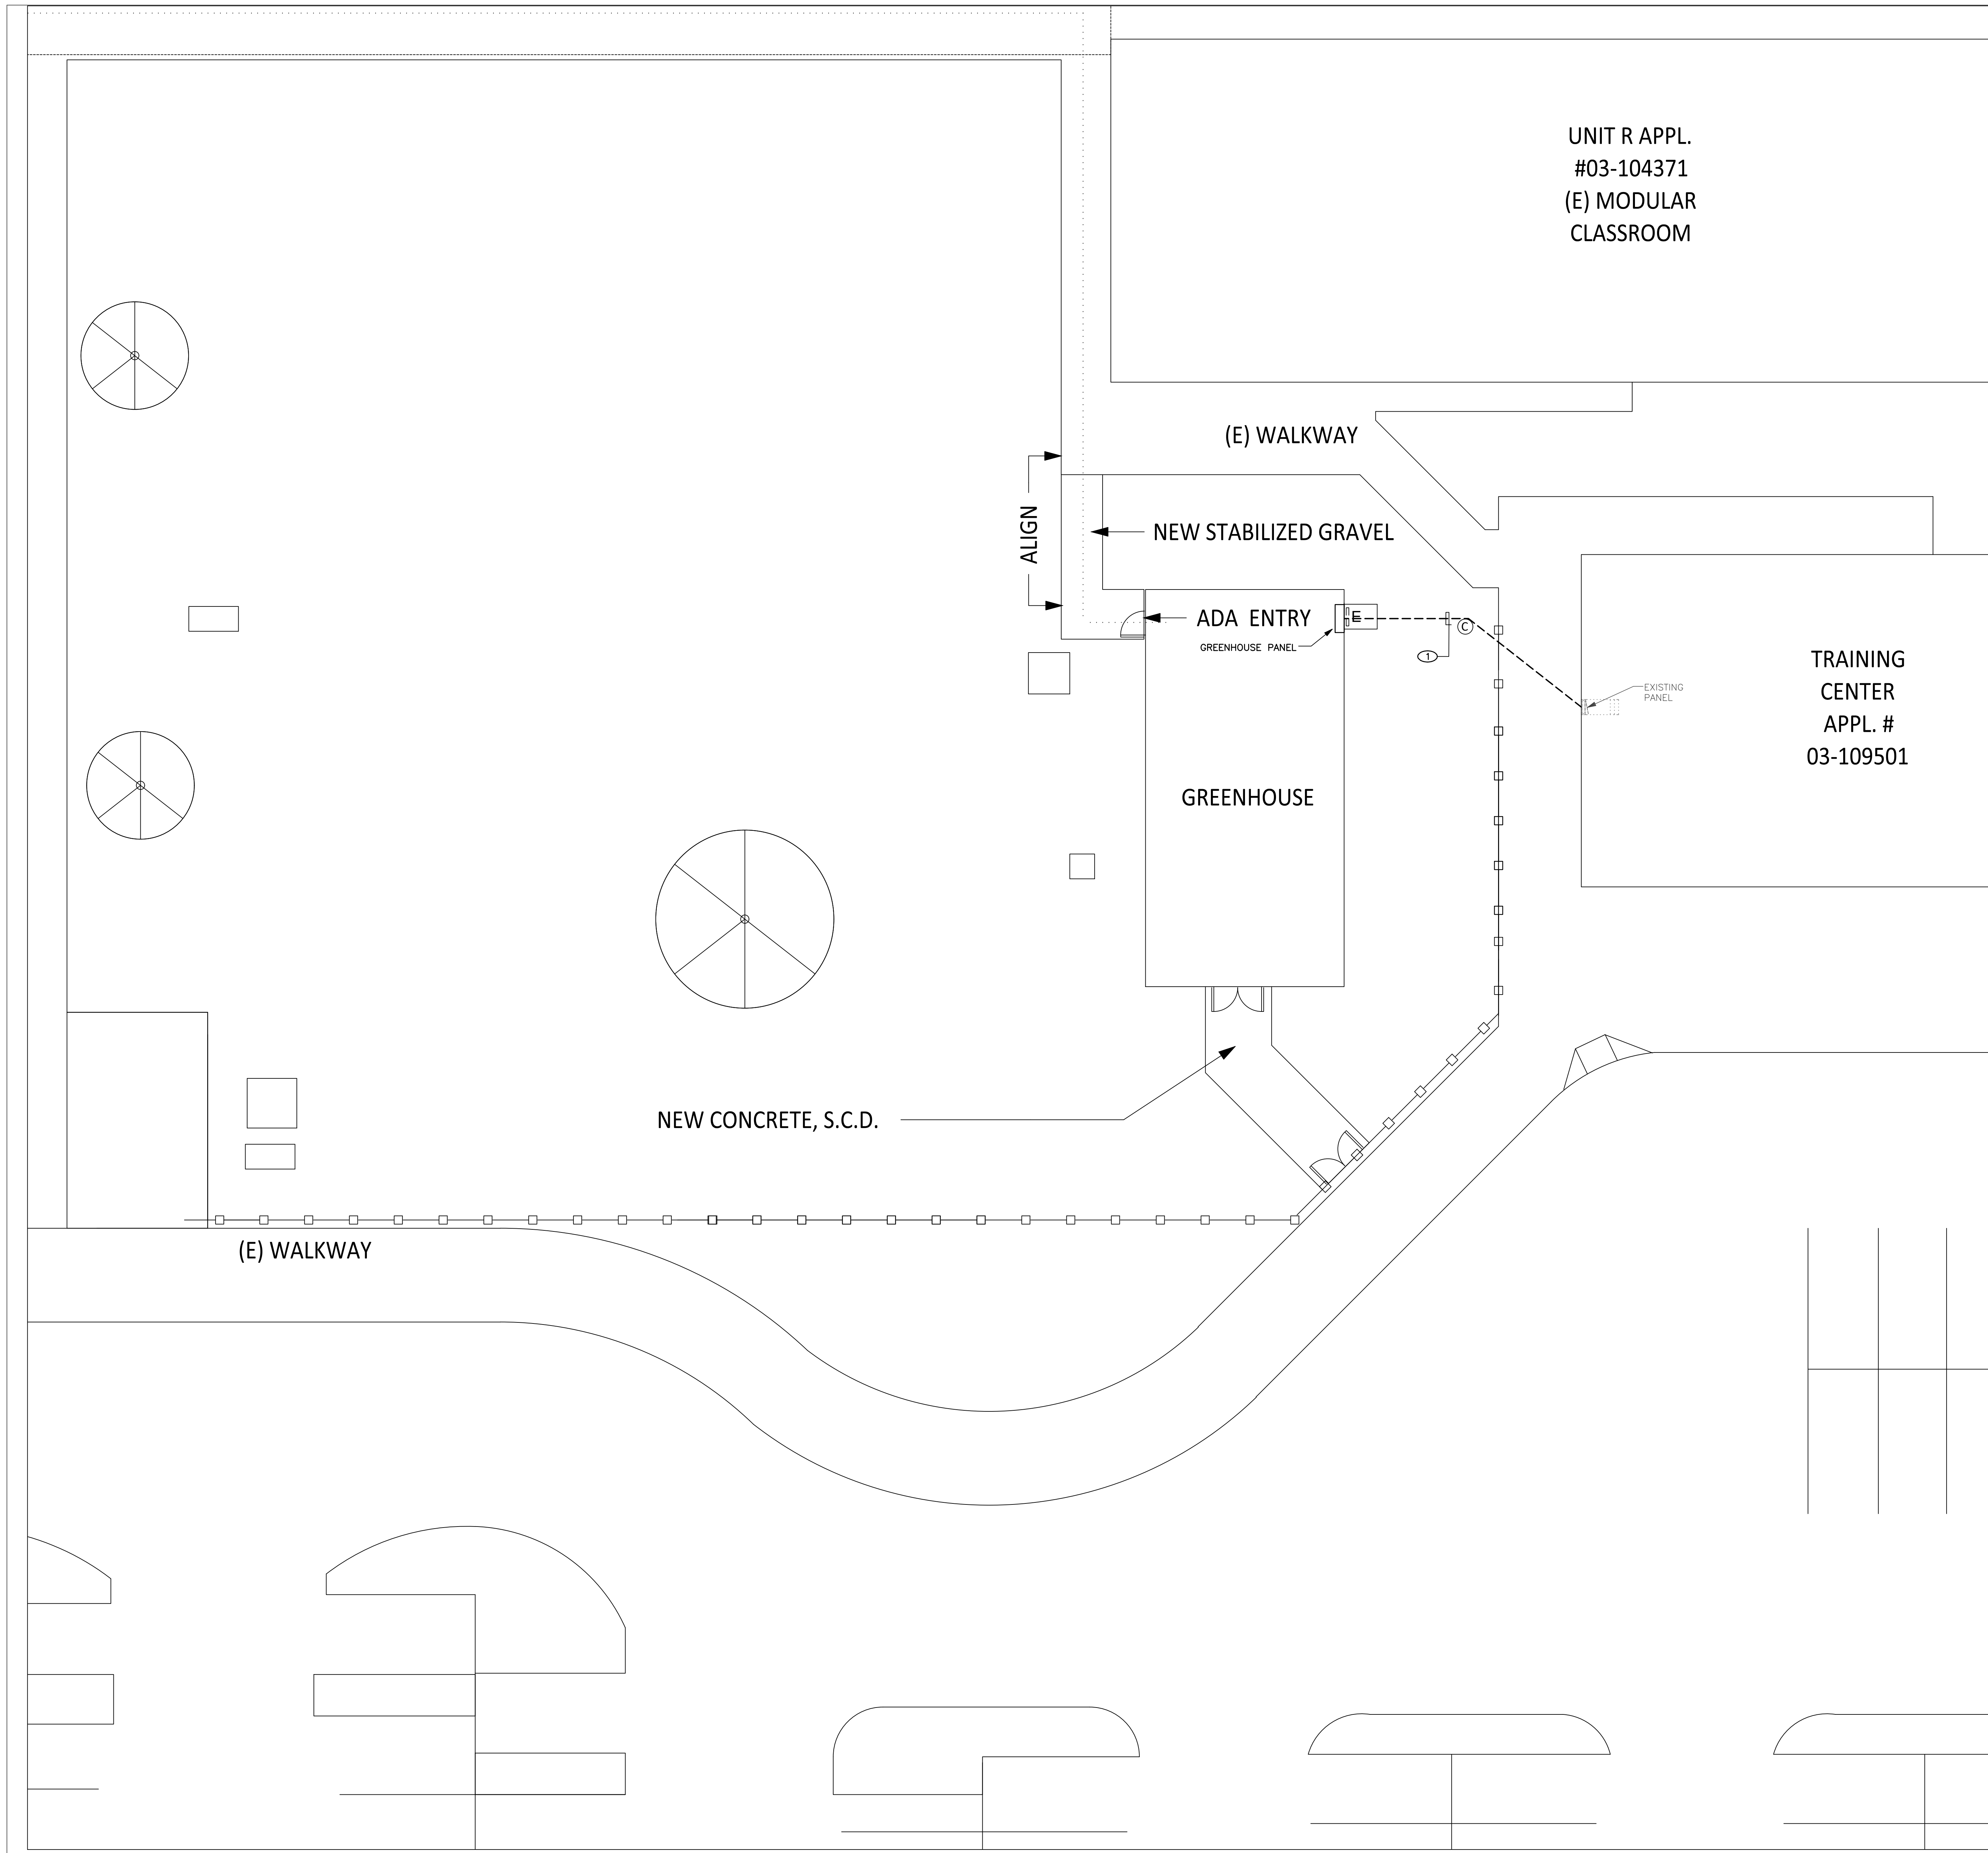 UNIT R APPL.
#03-104371
(E) MODULAR
CLASSROOM
(E) WALKWAY
ALIGN
NEW STABILIZED GRAVEL
ADA ENTRY
GREENHOUSE PANEL
E
C
1
EXISTING
PANEL
TRAINING
CENTER
APPL. #
03-109501
GREENHOUSE
NEW CONCRETE, S.C.D.
(E) WALKWAY